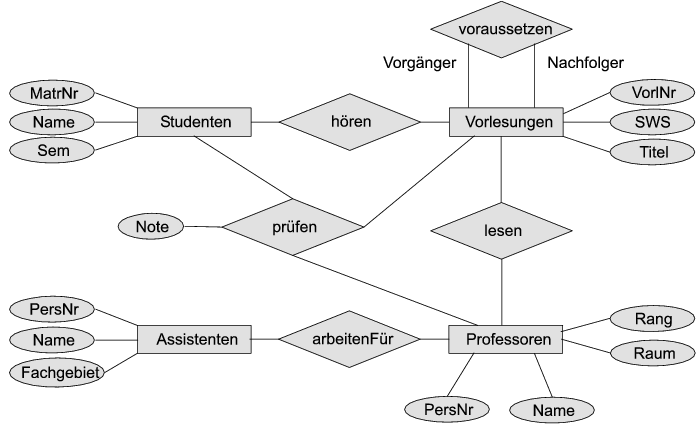 voraussetzen
Vorgänger
Nachfolger
MatrNr
Name
Sem
Studenten
hören
Vorlesungen
VorlNr
SWS
Titel
Note
prüfen
lesen
PersNr
Name
Fachgebiet
Assistenten
arbeitenFür
Professoren
Rang
Raum
PersNr
Name